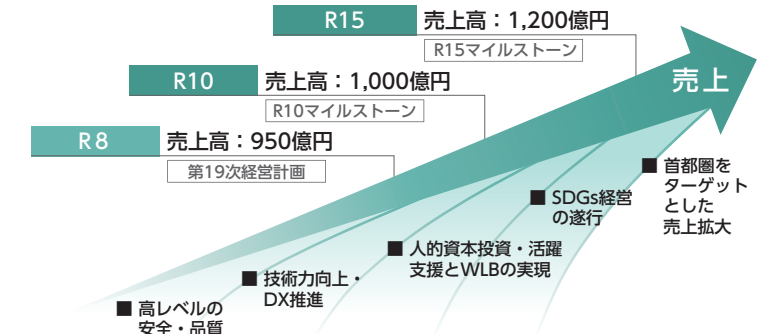 R15 売上高：1,200億円
R15マイルストーン
R10 売上高：1,000億円
R10マイルストーン
R8 売上高：950億円
第19次経営計画
売上
■ 首都圏を
ターゲット
とした
売上拡大
■ SDGs経営
の遂行
■ 人的資本投資・活躍
支援とWLBの実現
■ 技術力向上・
DX推進
■ 高レベルの
安全・品質